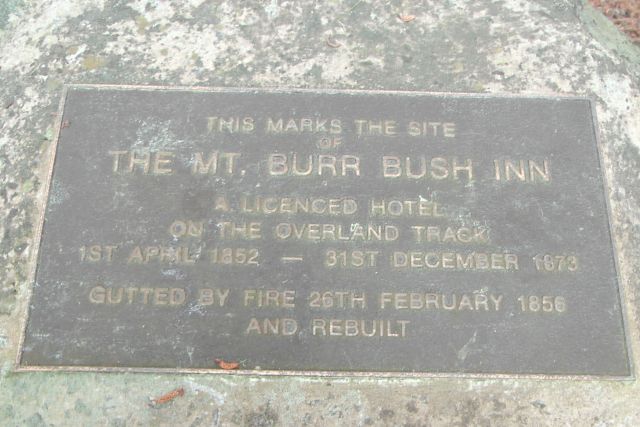 THIS MARKS THE SITE
OF
THE MT. BURR BUSH INN
A LICENCED HOTEL
ON THE OVERLAND TRACK
1ST APRIL 1852 — 31ST DECEMBER 1873
GUTTED BY FIRE 26TH FEBRUARY 1856
AND REBUILT